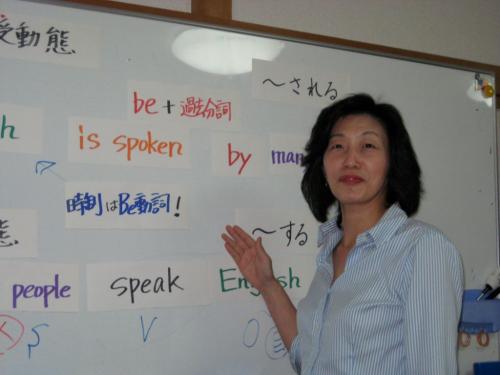 受動態
〜される
be + 過去分詞
h is spoken by man
時制はBe動詞!
態
〜する
people speak English
S V O